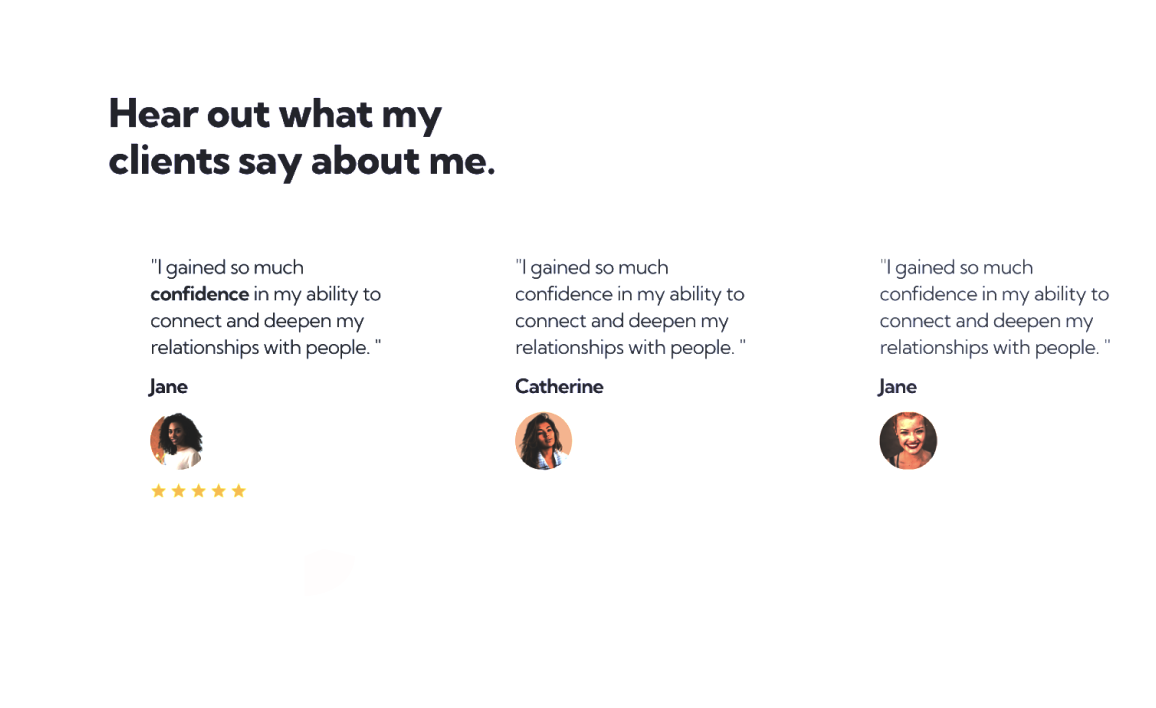 Hear out what my
clients say about me.
"I gained so much
confidence in my ability to
connect and deepen my
relationships with people. "
Jane
"I gained so much
confidence in my ability to
connect and deepen my
relationships with people. "
Catherine
"I gained so much
confidence in my ability to
connect and deepen my
relationships with people. "
Jane